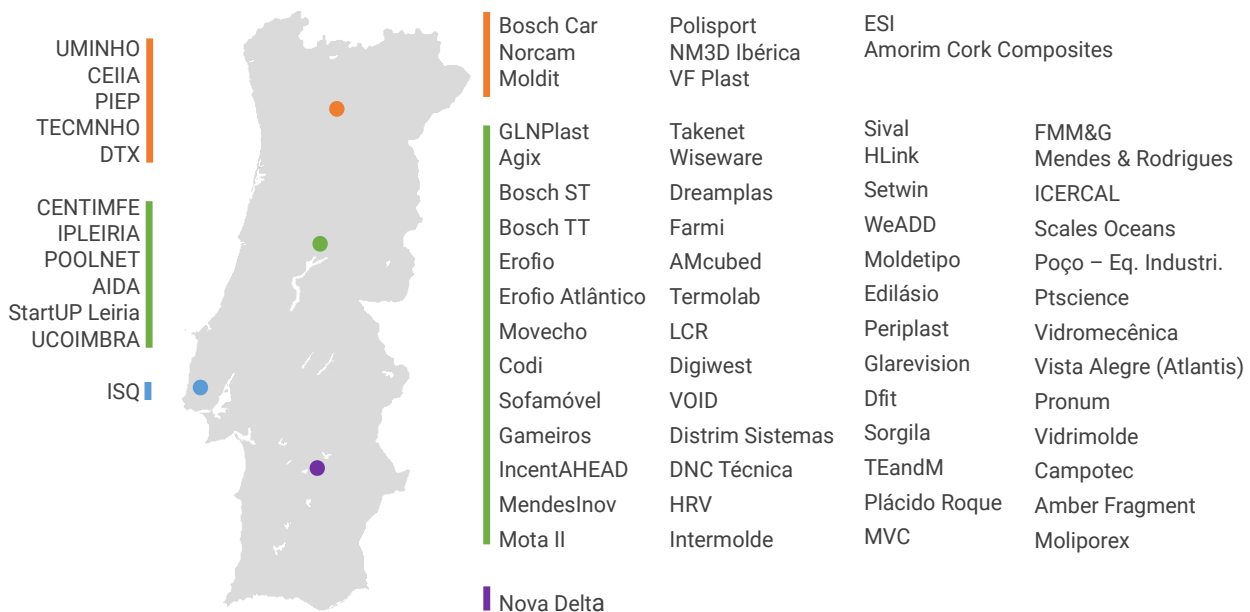 UMINHO
CEIIA
PIEP
TECMNHO
DTX
CENTIMFE
IPLEIRIA
POOLNET
AIDA
StartUP Leiria
UCOIMBRA
ISQ
Bosch Car Polisport ESI
Norcam NM3D Ibérica Amorim Cork Composites
Moldit VF Plast
GLNPlast Takenet Sival FMM&G
Agix Wiseware HLink Mendes & Rodrigues
Bosch ST Dreamplas Setwin ICERCAL
Bosch TT Farmi WeADD Scales Oceans
Erofio AMcubed Moldetipo Poço – Eq. Industri.
Erofio Atlântico Termolab Edilásio Ptscience
Movecho LCR Periplast Vidromecênica
Codi Digiwest Glarevision Vista Alegre (Atlantis)
Sofamóvel VOID Dfit Pronum
Gameiros Distrim Sistemas Sorgila Vidrimolde
IncentAHEAD DNC Técnica TEandM Campotec
MendesInov HRV Plácido Roque Amber Fragment
Mota II Intermolde MVC Moliporex
Nova Delta